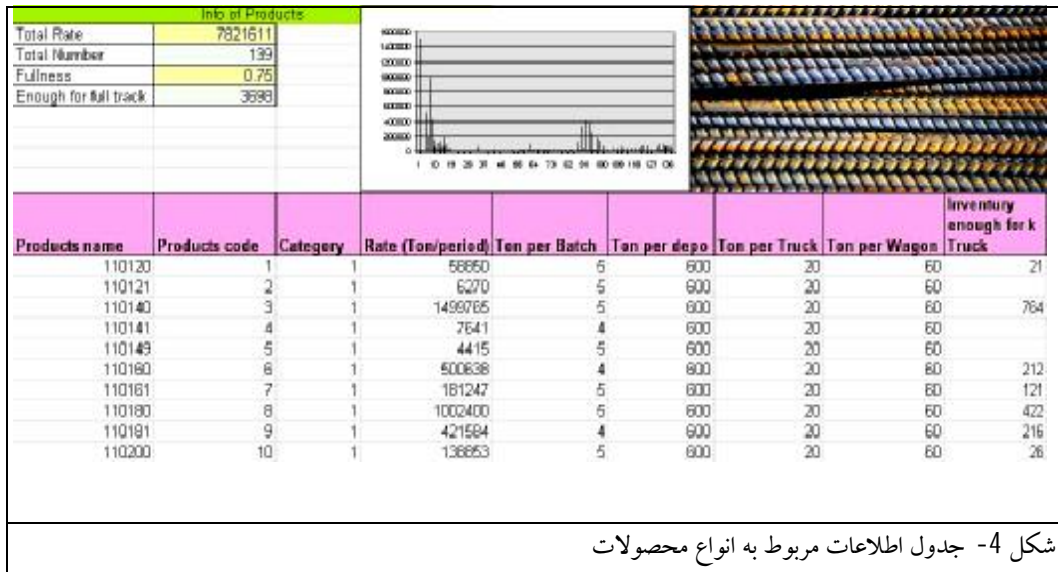 Info of Products
Total Rate 7821611
Total Number 139
Fullness 0.75
Enough for full track 3698
Products name Products code Category Rate (Ton/period) Ton per Batch Ton per depo Ton per Truck Ton per Wagon Inventury enough for k Truck
110120 1 1 58850 5 600 20 60 21
110121 2 1 6270 5 600 20 60
110140 3 1 1499765 5 600 20 60 764
110141 4 1 7641 4 600 20 60
110149 5 1 4415 5 600 20 60
110160 6 1 500638 4 600 20 60 212
110161 7 1 181247 5 600 20 60 121
110180 8 1 1002400 5 600 20 60 422
110181 9 1 421584 4 600 20 60 216
110200 10 1 138853 5 600 20 60 26
شکل 4- جدول اطلاعات مربوط به انواع محصولات